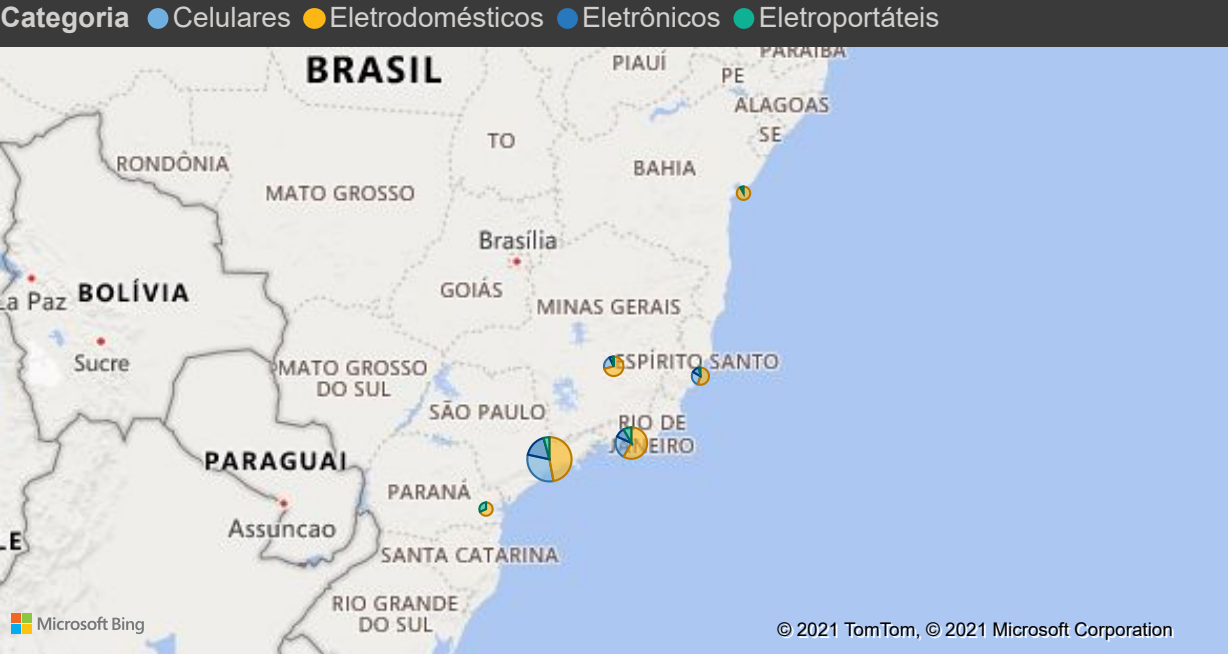 Categoria Celulares Eletrodomésticos Eletrônicos Eletroportáteis
PARAÍBA
BRASIL
PIAUÍ
PE
ALAGOAS
SE
TO
RONDÔNIA
BAHIA
MATO GROSSO
Brasília
GOIÁS
BOLÍVIA
La Paz
MINAS GERAIS
Sucre
ESPÍRITO SANTO
MATO GROSSO
DO SUL
SÃO PAULO
RIO DE
JANEIRO
PARAGUAI
PARANÁ
Assuncao
LE
SANTA CATARINA
RIO GRANDE
DO SUL
Microsoft Bing
© 2021 TomTom, © 2021 Microsoft Corporation